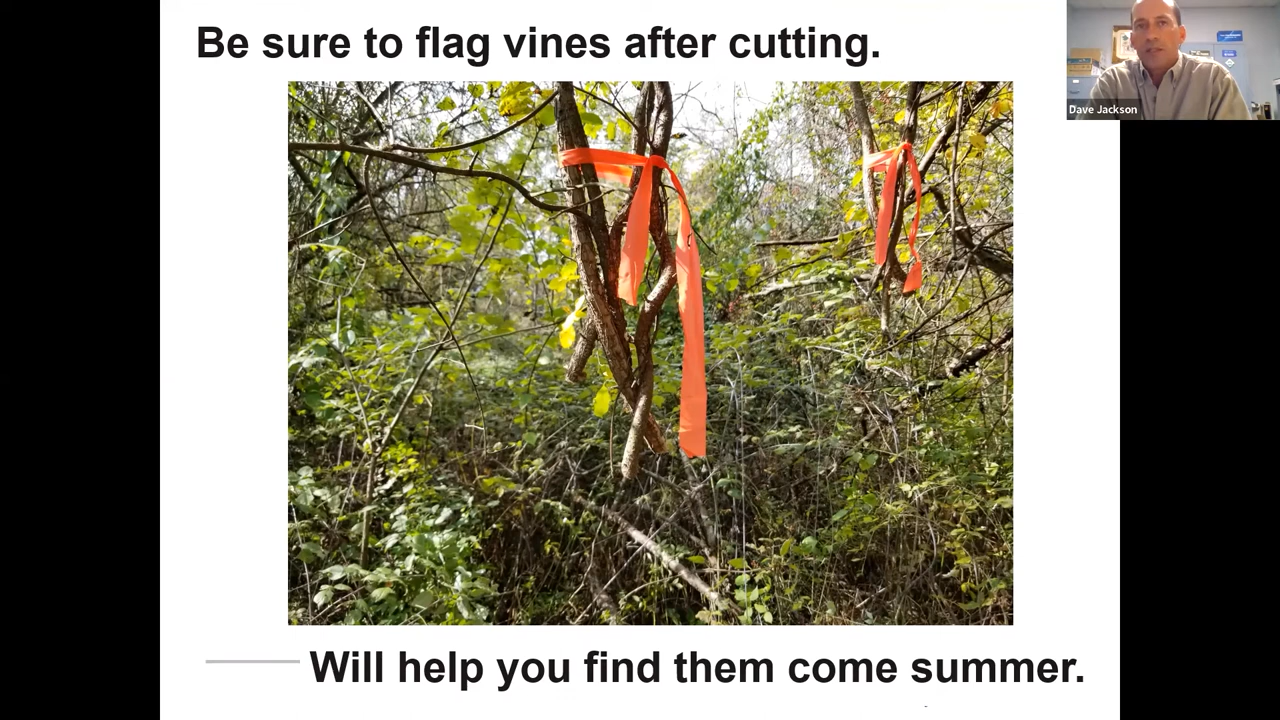 Be sure to flag vines after cutting.
Dave Jackson
Will help you find them come summer.